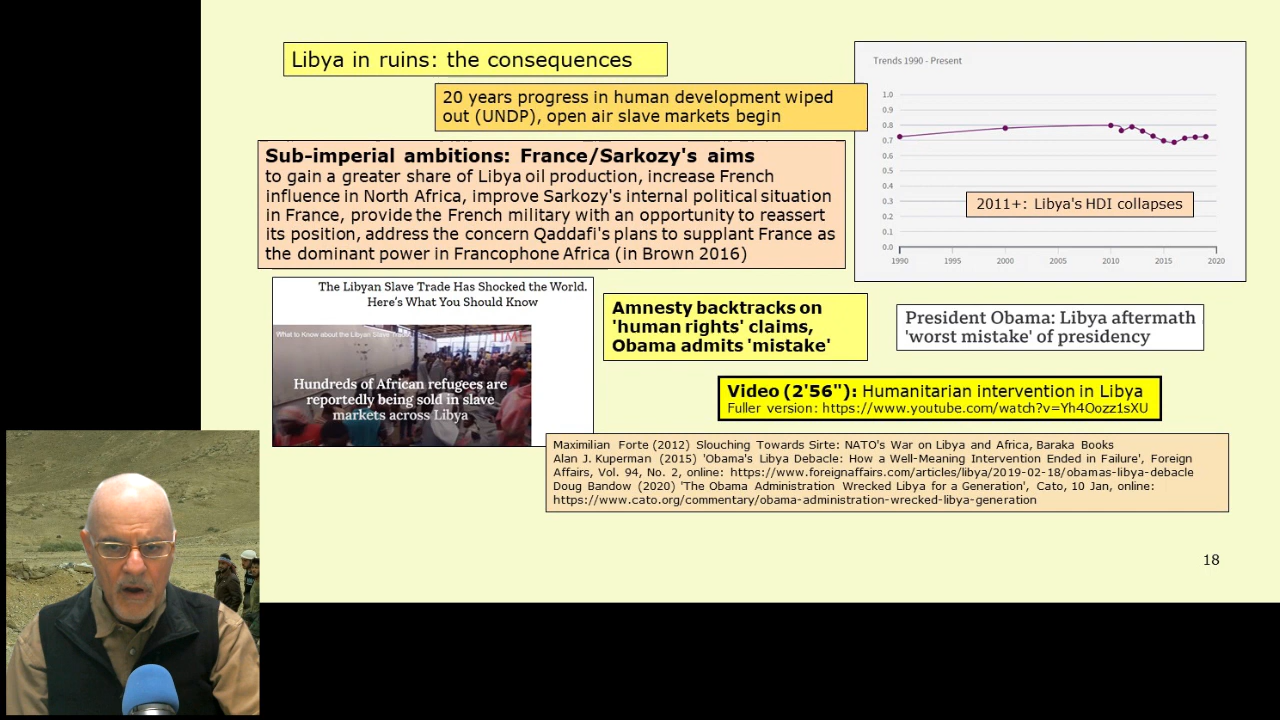 Libya in ruins: the consequences
20 years progress in human development wiped
out (UNDP), open air slave markets begin
Sub-imperial ambitions: France/Sarkozy's aims
to gain a greater share of Libya oil production, increase French
influence in North Africa, improve Sarkozy's internal political situation
in France, provide the French military with an opportunity to reassert
its position, address the concern Qaddafi's plans to supplant France as
the dominant power in Francophone Africa (in Brown 2016)
Trends 1990 - Present
1.0
0.9
0.8
0.7
0.6
0.5
0.4
0.3
0.2
0.1
0.0
2011+: Libya's HDI collapses
1990 1995 2000 2005 2010 2015 2020
The Libyan Slave Trade Has Shocked the World.
Here's What You Should Know
What to Know about the Libyan Slave Trade
TIME
Hundreds of African refugees are
reportedly being sold in slave
markets across Libya
Amnesty backtracks on
'human rights' claims,
Obama admits 'mistake'
President Obama: Libya aftermath
'worst mistake' of presidency
Video (2'56"): Humanitarian intervention in Libya
Fuller version: https://www.youtube.com/watch?v=Yh4Oozz1sXU
Maximilian Forte (2012) Slouching Towards Sirte: NATO's War on Libya and Africa, Baraka Books
Alan J. Kuperman (2015) 'Obama's Libya Debacle: How a Well-Meaning Intervention Ended in Failure', Foreign
Affairs, Vol. 94, No. 2, online: https://www.foreignaffairs.com/articles/libya/2019-02-18/obamas-libya-debacle
Doug Bandow (2020) 'The Obama Administration Wrecked Libya for a Generation', Cato, 10 Jan, online:
https://www.cato.org/commentary/obama-administration-wrecked-libya-generation
18